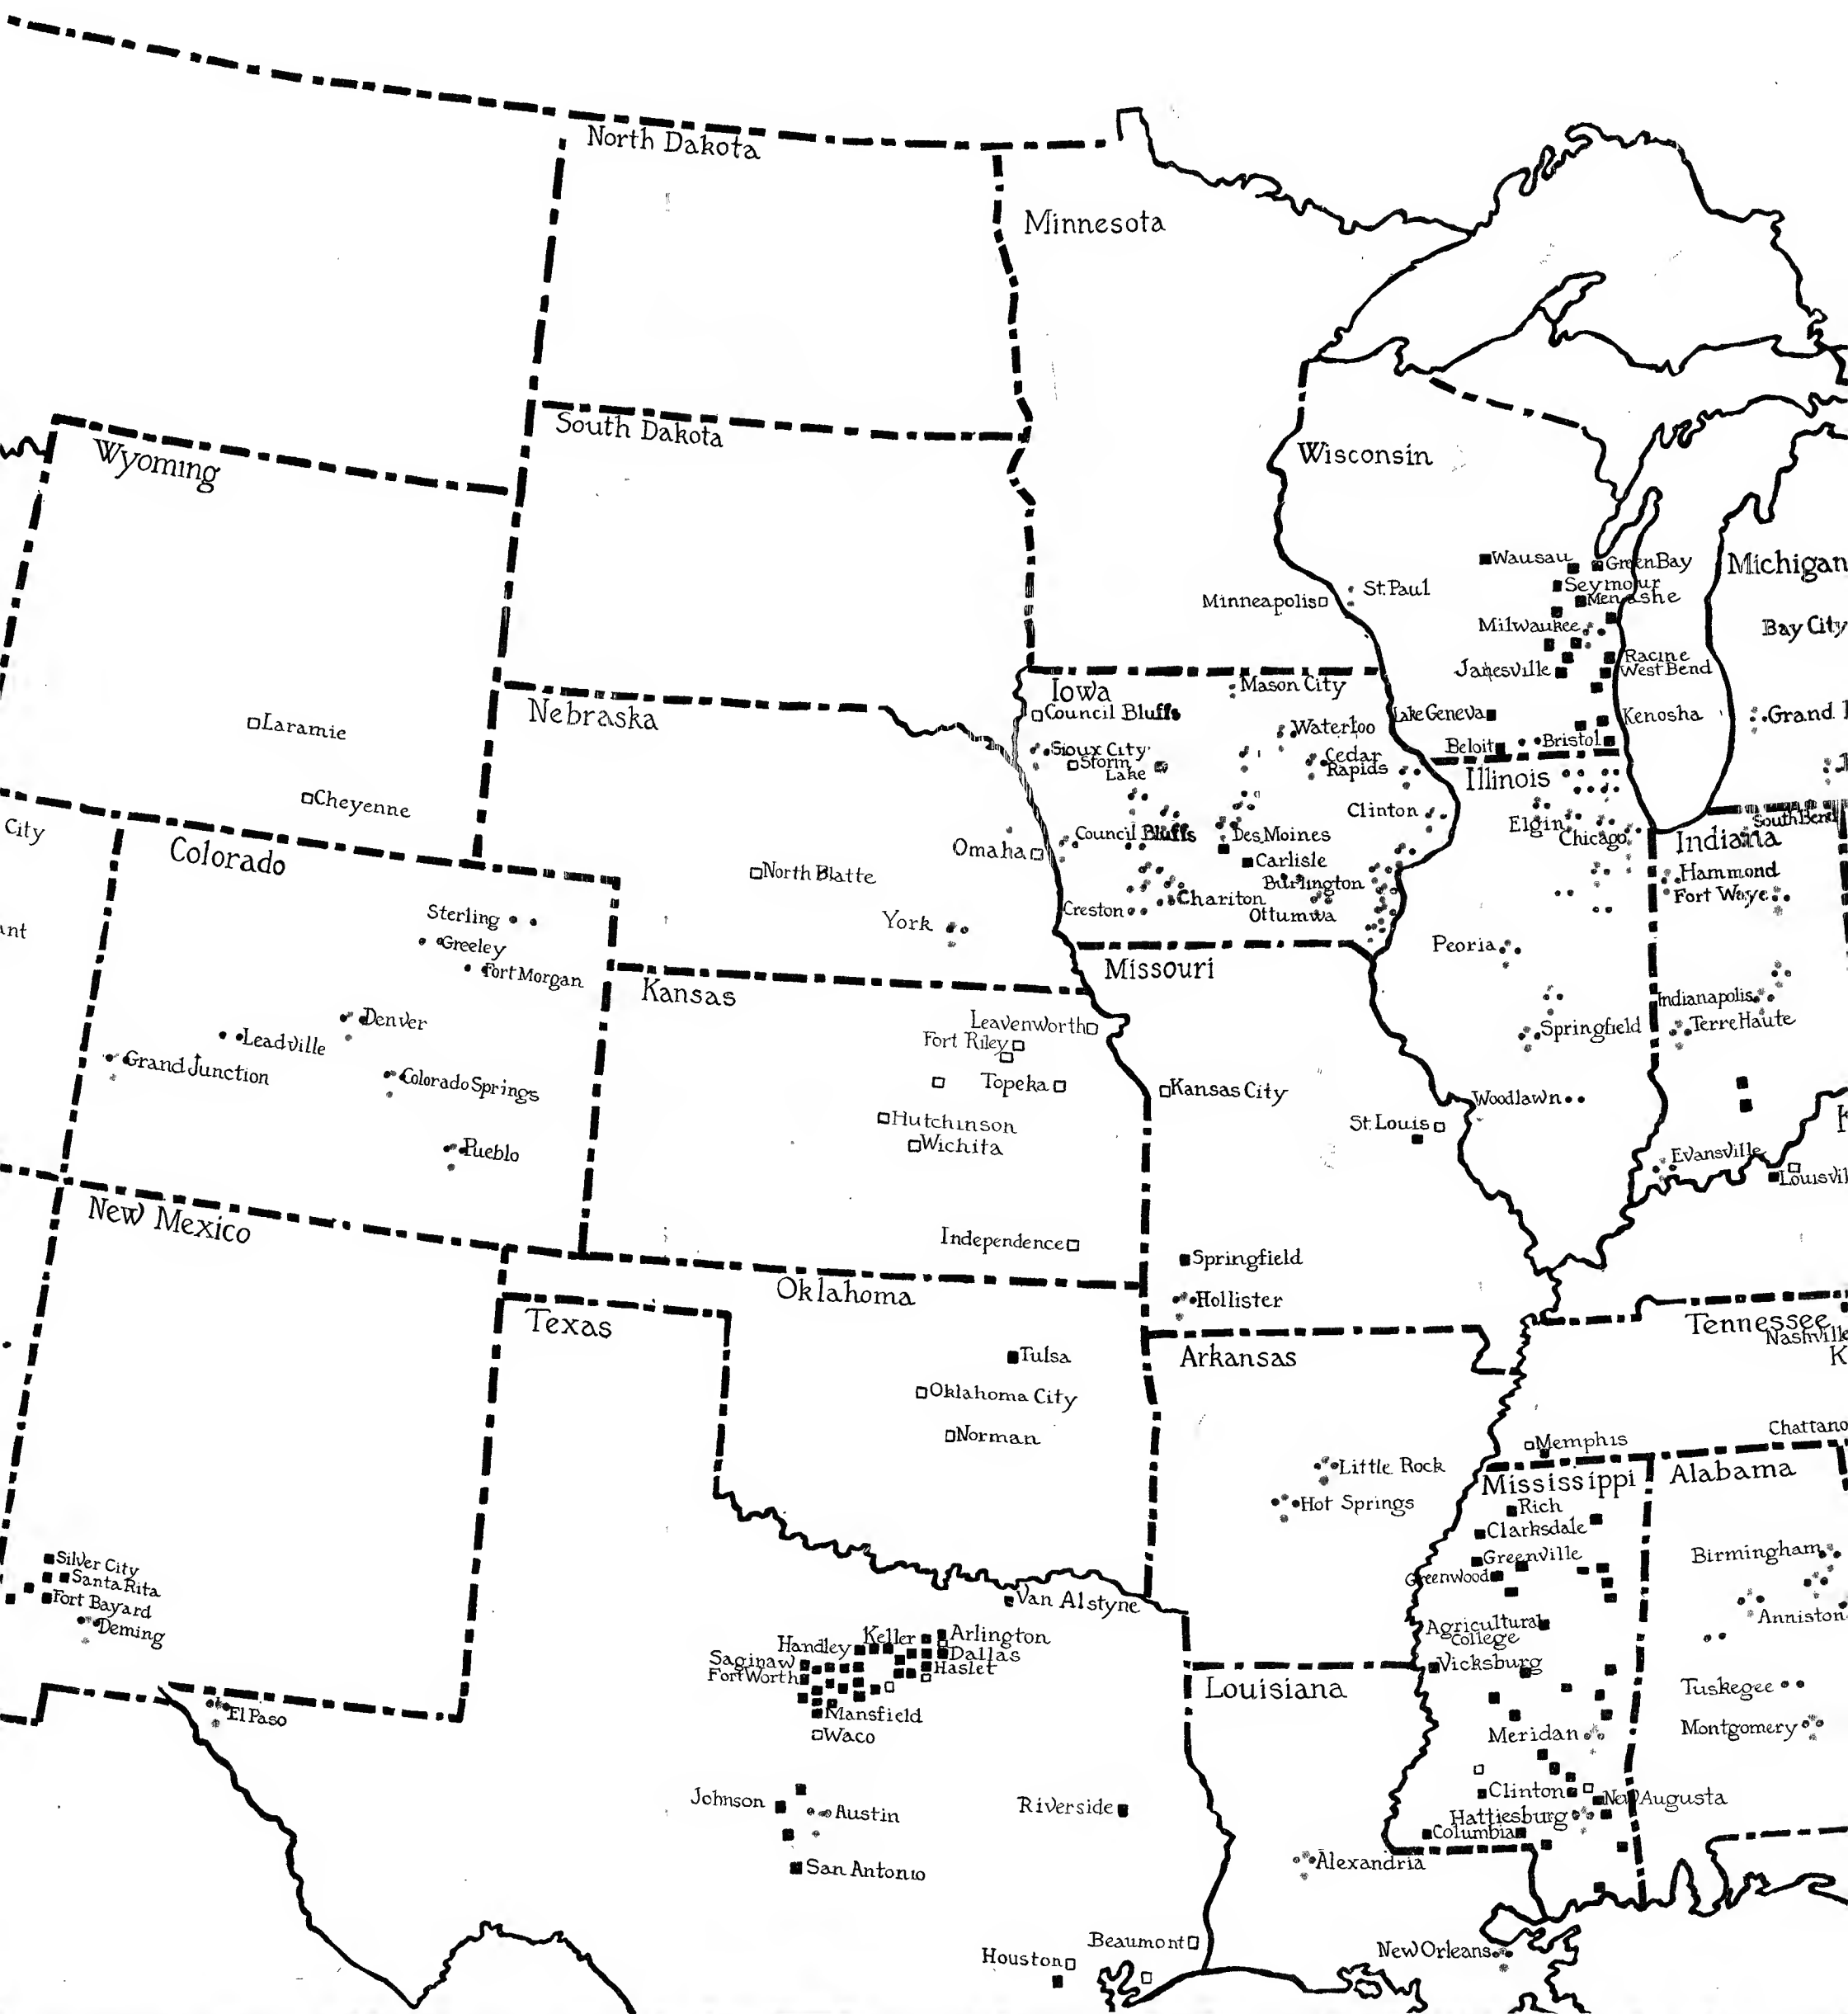 North Dakota
Minnesota
South Dakota
Wyoming
Wisconsin
Wausau
Green Bay
Michigan
Seymour
Menashe
St. Paul
Minneapolis
Milwaukee
Bay City
Racine
West Bend
Janesville
Iowa
Mason City
Council Bluffs
Nebraska
Lake Geneva
Kenosha
Grand
Laramie
Waterloo
Beloit
Bristol
Sioux City
Storm
Lake
Cedar
Rapids
Illinois
Cheyenne
Clinton
City
South Bend
Elgin
Chicago
Indiana
Council Bluffs
Des Moines
Omaha
Colorado
Carlisle
North Blatte
Burlington
Hammond
Fort Waye
Chariton
Creston
Ottumwa
Sterling
York
Greeley
Peoria
Fort Morgan
Missouri
Kansas
Indianapolis
Denver
Leavenworth
Springfield
Terre Haute
Leadville
Fort Riley
Grand Junction
Colorado Springs
Topeka
Kansas City
Woodlawn
Hutchinson
St. Louis
Wichita
Pueblo
Evansville
Louisvil
New Mexico
Independence
Springfield
Oklahoma
Hollister
Texas
Tennessee
Nashville
K
Tulsa
Arkansas
Oklahoma City
Norman
Chattano
Memphis
Little Rock
Mississippi
Alabama
Hot Springs
Rich
Clarksdale
Silver City
Greenville
Birmingham
Santa Rita
Greenwood
Fort Bayard
Van Alstyne
Deming
Anniston
Agricultural
College
Keller
Arlington
Handley
Dallas
Saginaw
Haslet
Fort Worth
Vicksburg
Louisiana
Tuskegee
El Paso
Mansfield
Waco
Meridan
Montgomery
Johnson
Austin
Riverside
Clinton
New Augusta
Hattiesburg
Columbia
San Antonio
Alexandria
Beaumont
New Orleans
Houston